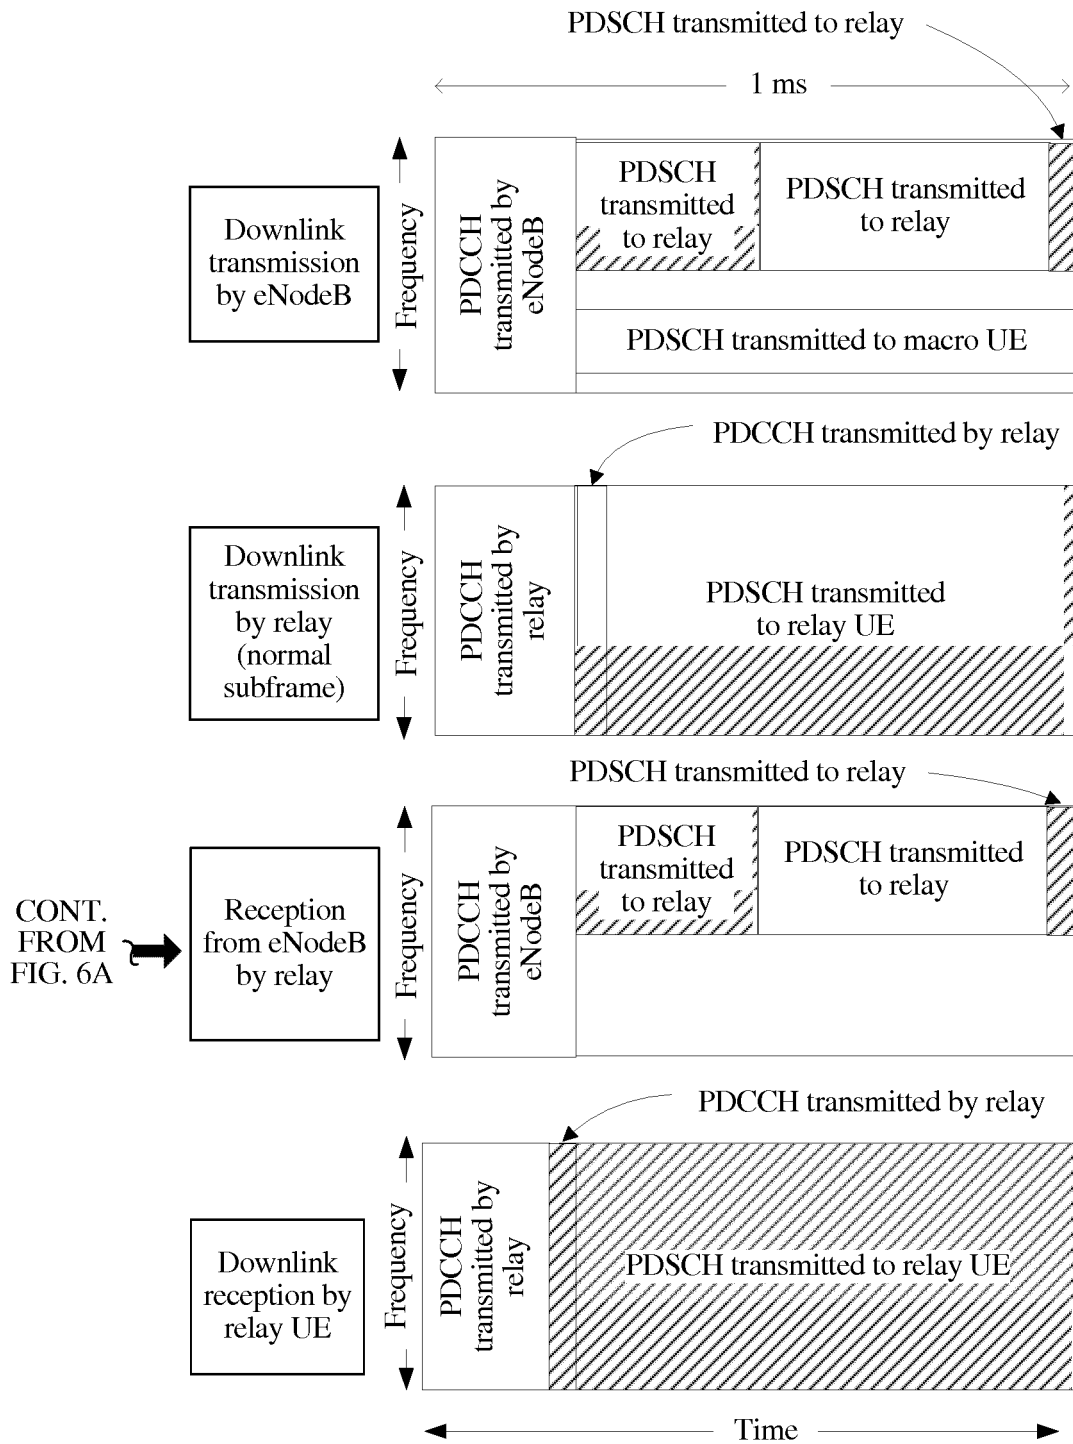 PDSCH transmitted to relay
1 ms
Downlink
transmission
by eNodeB
Frequency
PDCCH
transmitted by
eNodeB
PDSCH
transmitted
to relay
PDSCH transmitted
to relay
PDSCH transmitted to macro UE
PDCCH transmitted by relay
Downlink
transmission
by relay
(normal
subframe)
Frequency
PDCCH
transmitted by
relay
PDSCH transmitted
to relay UE
PDSCH transmitted to relay
CONT.
FROM
FIG. 6A
Reception
from eNodeB
by relay
Frequency
PDCCH
transmitted by
eNodeB
PDSCH
transmitted
to relay
PDSCH transmitted
to relay
PDCCH transmitted by relay
Downlink
reception by
relay UE
Frequency
PDCCH
transmitted by
relay
PDSCH transmitted to relay UE
Time